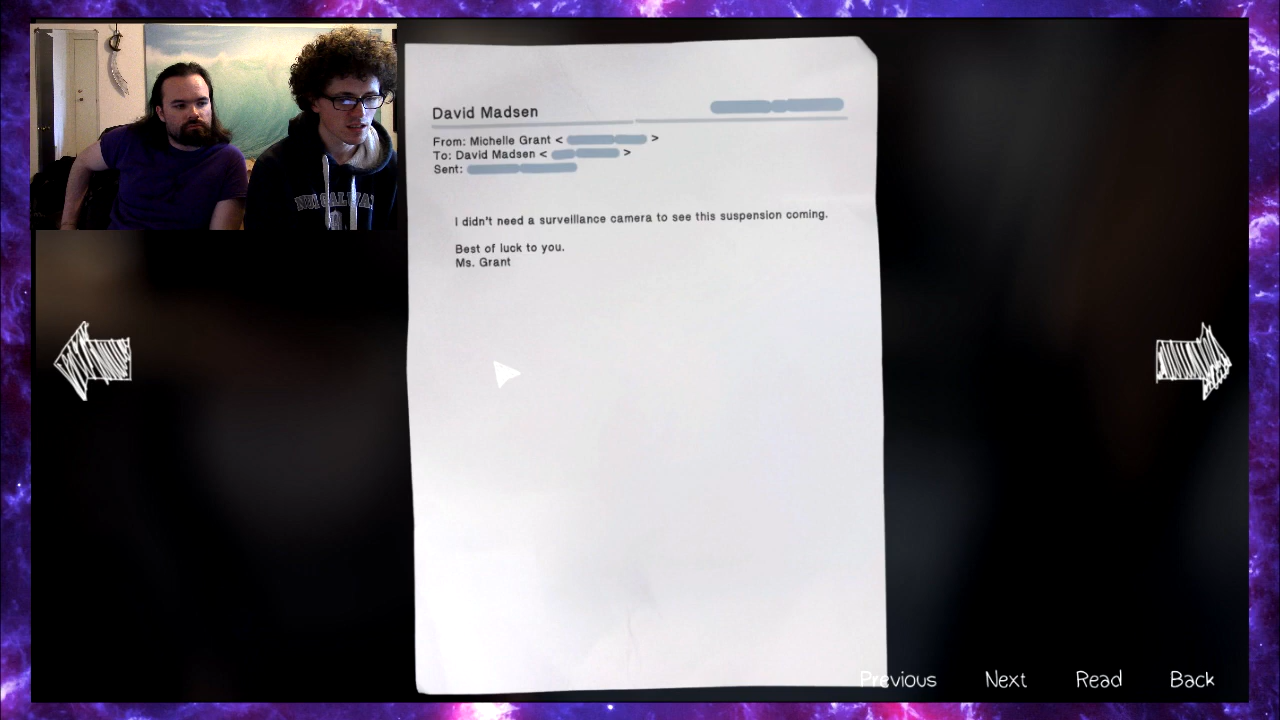 David Madsen
From: Michelle Grant < >
To: David Madsen < >
Sent:
I didn't need a surveillance camera to see this suspension coming.
Best of luck to you.
Ms. Grant
Previous Next Read Back